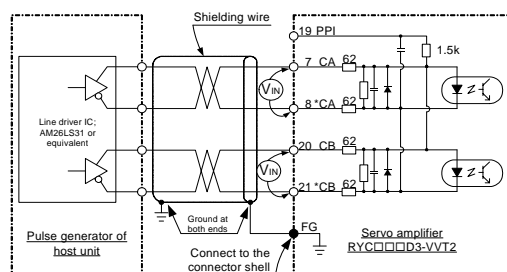 Shielding wire
19 PPI
1.5k
7 CA 62
VIN
8 *CA 62
Line driver IC;
AM26LS31 or
equivalent
20 CB 62
VIN
21 *CB 62
Ground at
both ends
FG
Pulse generator of
host unit
Connect to the
connector shell
Servo amplifier
RYC□□□D3-VVT2